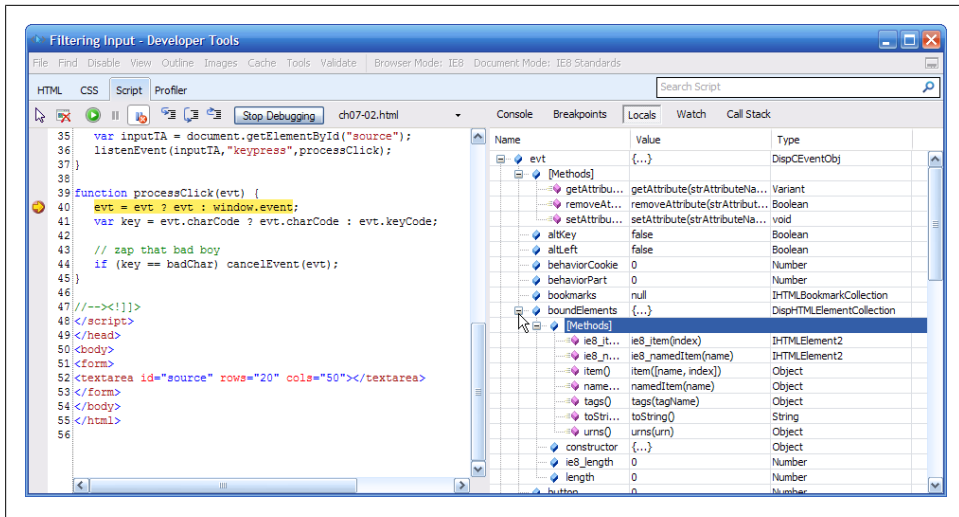 Filtering Input - Developer Tools
File Find Disable View Outline Images Cache Tools Validate Browser Mode: IE8 Document Mode: IE8 Standards
HTML CSS Script Profiler Search Script
Stop Debugging ch07-02.html Console Breakpoints Locals Watch Call Stack
35 var inputTA = document.getElementById("source");
36 listenEvent(inputTA,"keypress",processClick);
37 }
38
39 function processClick(evt) {
40 evt = evt ? evt : window.event;
41 var key = evt.charCode ? evt.charCode : evt.keyCode;
42
43 // zap that bad boy
44 if (key == badChar) cancelEvent(evt);
45 }
46
47 //--><!]]>
48 </script>
49 </head>
50 <body>
51 <form>
52 <textarea id="source" rows="20" cols="50"></textarea>
53 </form>
54 </body>
55 </html>
56
Name Value Type
evt {...} DispCEventObj
[Methods]
getAttribu... getAttribute(strAttributeNa... Variant
removeAt... removeAttribute(strAttribut... Boolean
setAttribu... setAttribute(strAttributeNa... void
altKey false Boolean
altLeft false Boolean
behaviorCookie 0 Number
behaviorPart 0 Number
bookmarks null IHTMLBookmarkCollection
boundElements {...} DispHTMLElementCollection
[Methods]
ie8_it... ie8_item(index) IHTMLElement2
ie8_n... ie8_namedItem(name) IHTMLElement2
item() item([name, index]) Object
name... namedItem(name) Object
tags() tags(tagName) Object
toStri... toString() String
urns() urns(urn) Object
constructor {...} Object
ie8_length 0 Number
length 0 Number
button 0 Number